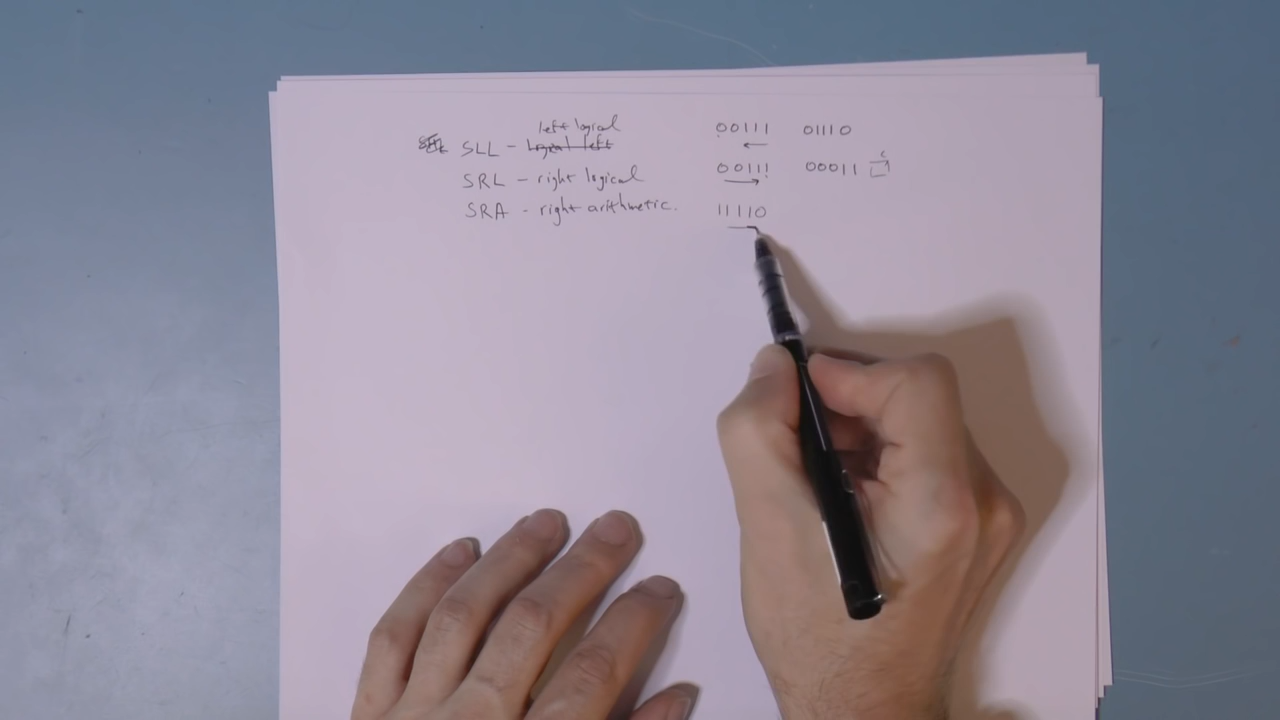 left logical
SLL - logical left 00111 01110
SRL - right logical 00111 00011 C
SRA - right arithmetic. 11110